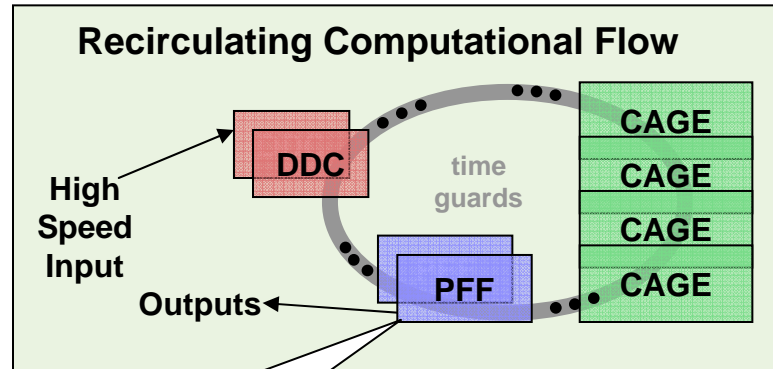 Recirculating Computational Flow
DDC
High
Speed
Input
time
guards
CAGE
CAGE
CAGE
CAGE
PFF
Outputs